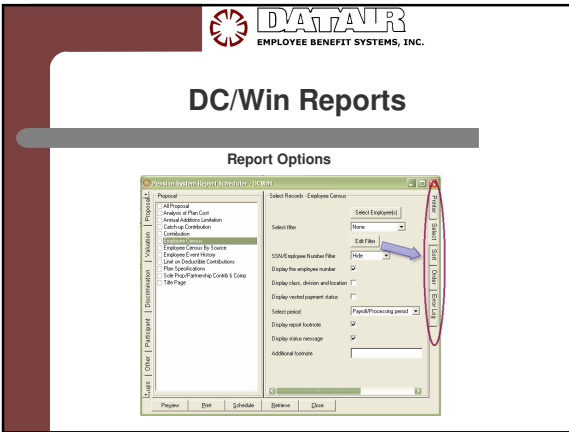 DATAIR
EMPLOYEE BENEFIT SYSTEMS, INC.
DC/Win Reports
Report Options
Pension System Report Scheduler - DCWIN
Proposal
Valuation
Discrimination
Participant
Other
Proposal
All Proposal
Analysis of Plan Cost
Annual Additions Limitation
Catch-up Contribution
Contribution
Employee Census
Employee Census By Source
Employee Event History
Limit on Deductible Contributions
Plan Specifications
Sole Prop/Partnership Contrib & Comp
Title Page
Select Records - Employee Census
Select Employee(s)
Select filter
None
Edit Filter
SSN/Employee Number Filter
Hide
Display the employee number
Display class, division and location
Display vested payment status
Select period
Payroll/Processing period
Display report footnote
Display status message
Additional footnote
Printer
Select
Sort
Order
Error Log
Preview
Print
Schedule
Retrieve
Close